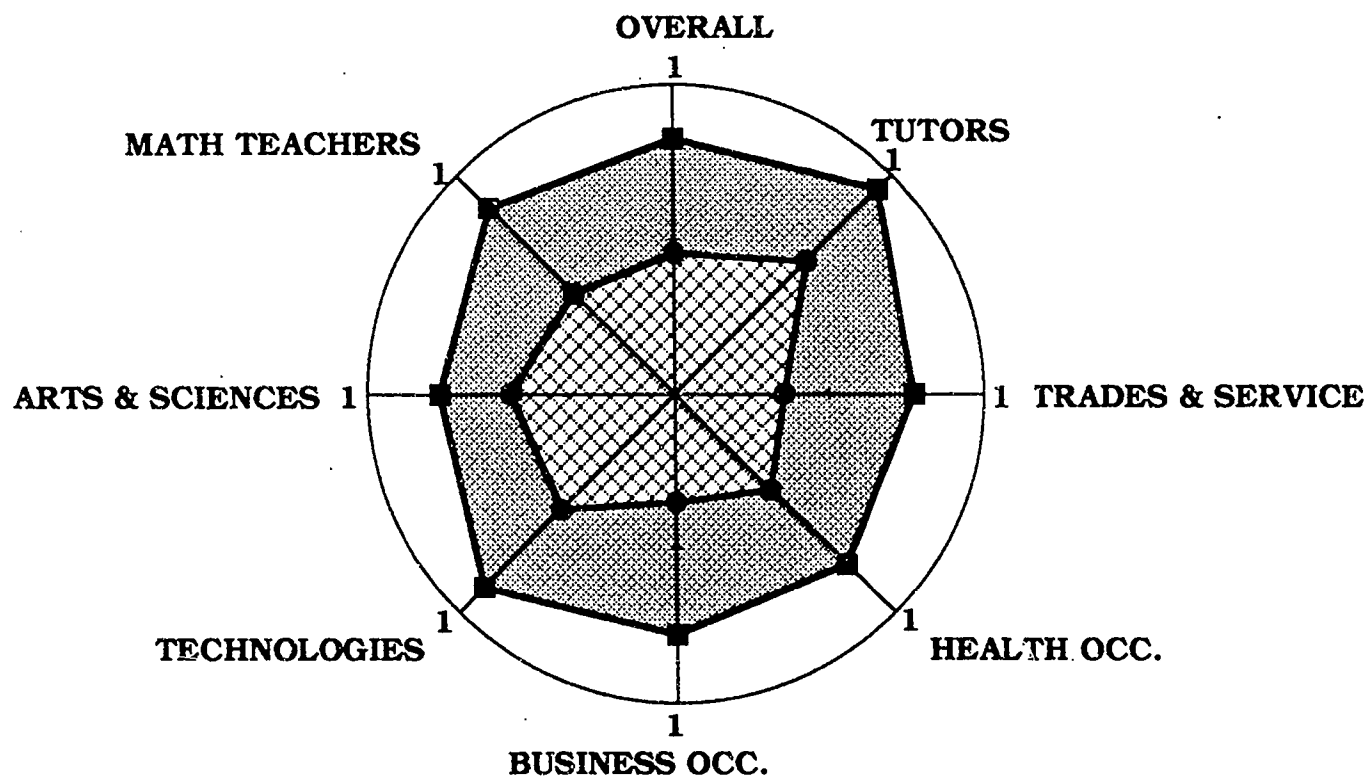 OVERALL
1
TUTORS
1
MATH TEACHERS
1
ARTS & SCIENCES 1
1 TRADES & SERVICE
1
TECHNOLOGIES
1
HEALTH OCC.
1
BUSINESS OCC.